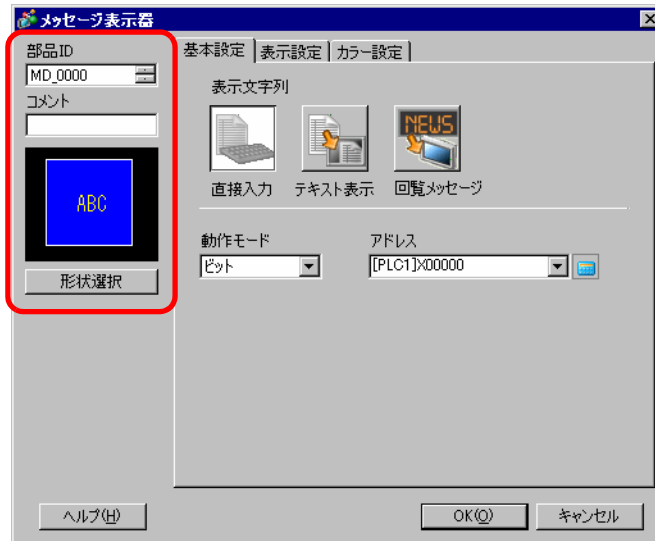 メッセージ表示器
部品ID
MD_0000
コメント
ABC
形状選択
基本設定 表示設定 カラー設定
表示文字列
NEWS
直接入力 テキスト表示 回覧メッセージ
動作モード アドレス
ビット [PLC1]X00000
ヘルプ(H) OK(O) キャンセル